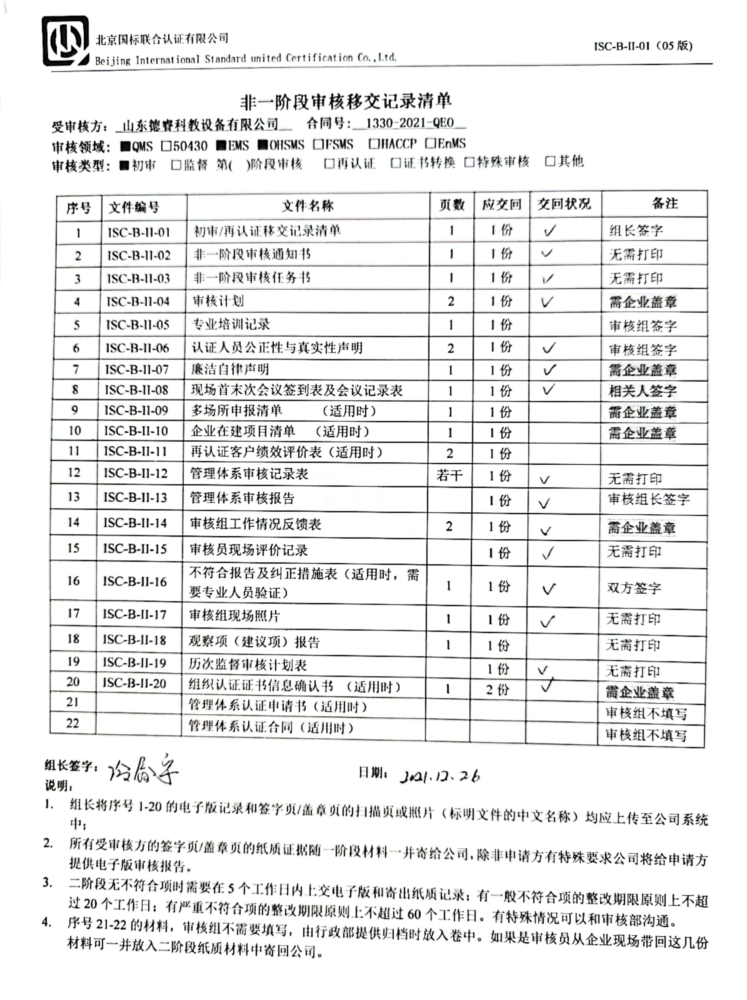 北京国标联合认证有限公司
Beijing International Standard united Certification Co.,Ltd.
ISC-B-II-01（05 版)
非一阶段审核移交记录清单
受审核方： 山东德睿科教设备有限公司 合同号： 1330-2021-QEO
审核领域：■QMS □50430 ■EMS ■OHSMS □FSMS □HACCP □EnMS
审核类型：■初审 □监督 第( )阶段审核 □再认证 □证书转换 □特殊审核 □其他
序号 文件编号 文件名称 页数 应交回 交回状况 备注
1 ISC-B-II-01 初审/再认证移交记录清单 1 1 份 ✓ 组长签字
2 ISC-B-II-02 非一阶段审核通知书 1 1 份 ✓ 无需打印
3 ISC-B-II-03 非一阶段审核任务书 1 1 份 ✓ 无需打印
4 ISC-B-II-04 审核计划 2 1 份 ✓ 需企业盖章
5 ISC-B-II-05 专业培训记录 1 1 份 审核组签字
6 ISC-B-II-06 认证人员公正性与真实性声明 2 1 份 ✓ 审核组签字
7 ISC-B-II-07 廉洁自律声明 1 1 份 ✓ 需企业盖章
8 ISC-B-II-08 现场首末次会议签到表及会议记录表 1 1 份 ✓ 相关人签字
9 ISC-B-II-09 多场所申报清单 （适用时） 1 1 份 需企业盖章
10 ISC-B-II-10 企业在建项目清单 （适用时） 1 1 份 需企业盖章
11 ISC-B-II-11 再认证客户绩效评价表（适用时） 2 1 份
12 ISC-B-II-12 管理体系审核记录表 若干 1 份 ✓ 无需打印
13 ISC-B-II-13 管理体系审核报告 1 份 ✓ 审核组长签字
14 ISC-B-II-14 审核组工作情况反馈表 2 1 份 ✓ 需企业盖章
15 ISC-B-II-15 审核员现场评价记录 1 份 ✓ 无需打印
16 ISC-B-II-16 不符合报告及纠正措施表（适用时，需
要专业人员验证） 1 1 份 ✓ 双方签字
17 ISC-B-II-17 审核组现场照片 1 1 份 ✓ 无需打印
18 ISC-B-II-18 观察项（建议项）报告 1 1 份 无需打印
19 ISC-B-II-19 历次监督审核计划表 1 份 ✓ 无需打印
20 ISC-B-II-20 组织认证证书信息确认书 （适用时） 1 2 份 ✓ 需企业盖章
21 管理体系认证申请书（适用时） 审核组不填写
22 管理体系认证合同（适用时） 审核组不填写
组长签字： 日期： 2021.12.26
说明：
1. 组长将序号 1-20 的电子版记录和签字页/盖章页的扫描页或照片（标明文件的中文名称）均应上传至公司系统
中；
2. 所有受审核方的签字页/盖章页的纸质证据随一阶段材料一并寄给公司,除非申请方有特殊要求公司将给申请方
提供电子版审核报告。
3. 二阶段无不符合项时需要在 5 个工作日内上交电子版和寄出纸质记录；有一般不符合项的整改期限原则上不超
过 20 个工作日；有严重不符合项的整改期限原则上不超过 60 个工作日。有特殊情况可以和审核部沟通。
4. 序号 21-22 的材料，审核组不需要填写，由行政部提供归档时放入卷中。如果是审核员从企业现场带回这几份
材料可一并放入二阶段纸质材料中寄回公司。